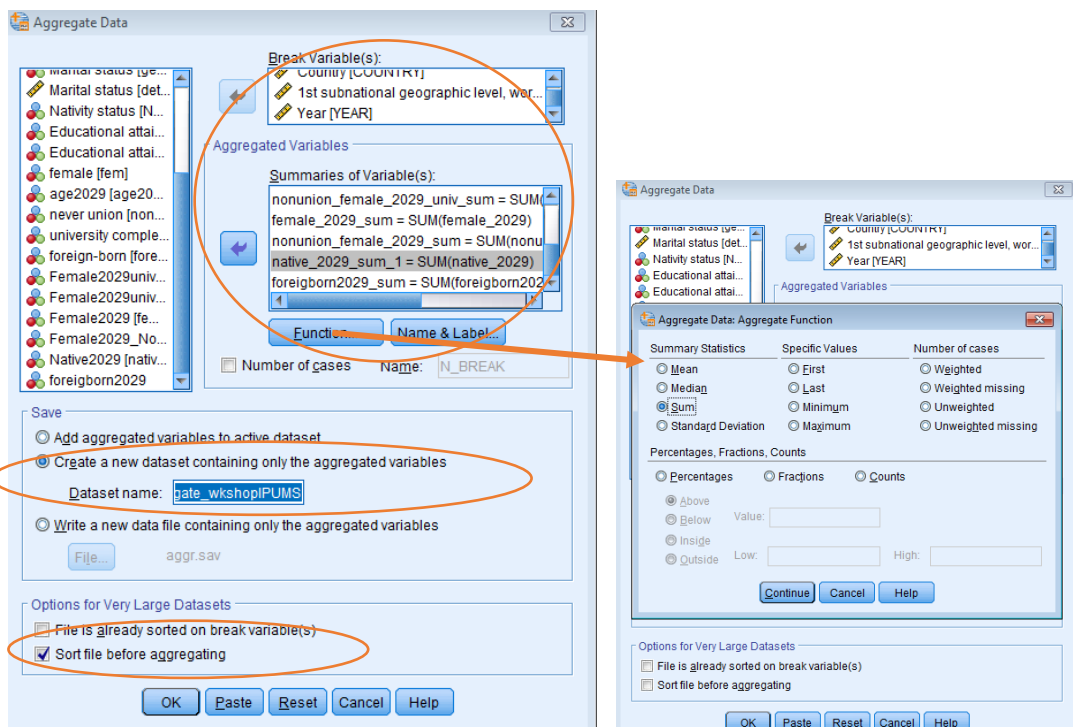 Aggregate Data
Break Variable(s):
Marital status [ge...
Marital status [det...
Nativity status [N...
Educational attai...
Educational attai...
female [fem]
age2029 [age20...
never union [non...
university comple...
foreign-born [fore...
Female2029univ...
Female2029univ...
Female2029 [fe...
Female2029_No...
Native2029 [nativ...
foreignborn2029
Country [COUNTRY]
1st subnational geographic level, wor...
Year [YEAR]
Aggregated Variables
Summaries of Variable(s):
nonunion_female_2029_univ_sum = SUM(
female_2029_sum = SUM(female_2029)
nonunion_female_2029_sum = SUM(nonu
native_2029_sum_1 = SUM(native_2029)
foreigborn2029_sum = SUM(foreigborn202
Function... Name & Label...
Number of cases Name: N_BREAK
Save
Add aggregated variables to active dataset
Create a new dataset containing only the aggregated variables
Dataset name: gate_wkshopIPUMS
Write a new data file containing only the aggregated variables
File... aggr.sav
Options for Very Large Datasets
File is already sorted on break variable(s)
Sort file before aggregating
OK Paste Reset Cancel Help
Aggregate Data
Break Variable(s):
Marital status [ge...
Marital status [det...
Nativity status [N...
Educational attai...
Educational attai...
Country [COUNTRY]
1st subnational geographic level, wor...
Year [YEAR]
Aggregated Variables
Aggregate Data: Aggregate Function
Summary Statistics Specific Values Number of cases
Mean First Weighted
Median Last Weighted missing
Sum Minimum Unweighted
Standard Deviation Maximum Unweighted missing
Percentages, Fractions, Counts
Percentages Fractions Counts
Above
Below Value:
Inside
Outside Low: High:
Continue Cancel Help
Options for Very Large Datasets
File is already sorted on break variable(s)
Sort file before aggregating
OK Paste Reset Cancel Help